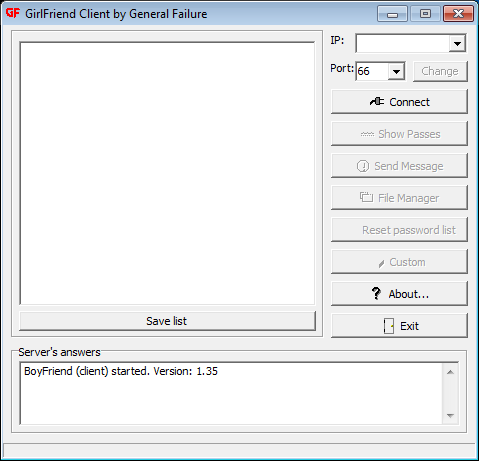 GF GirlFriend Client by General Failure
IP:
Port: 66 Change
Connect
Show Passes
Send Message
File Manager
Reset password list
Custom
About...
Exit
Save list
Server's answers
BoyFriend (client) started. Version: 1.35